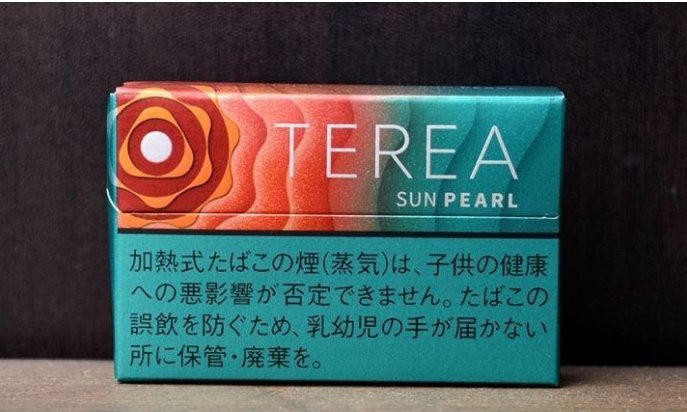 TEREA
SUN PEARL
加熱式たばこの煙(蒸気)は、子供の健康
への悪影響が否定できません。たばこの
誤飲を防ぐため、乳幼児の手が届かない
所に保管・廃棄を。